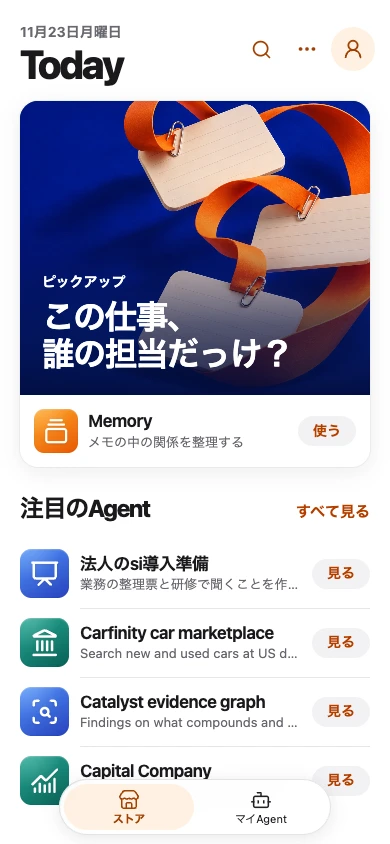 11月23日月曜日
Today
ピックアップ
この仕事、
誰の担当だっけ？
Memory
メモの中の関係を整理する
使う
注目のAgent
すべて見る
法人のsi導入準備
業務の整理票と研修で聞くことを作...
見る
Carfinity car marketplace
Search new and used cars at US d...
見る
Catalyst evidence graph
Findings on what compounds and ...
見る
Capital Company
見る
ストア
マイAgent